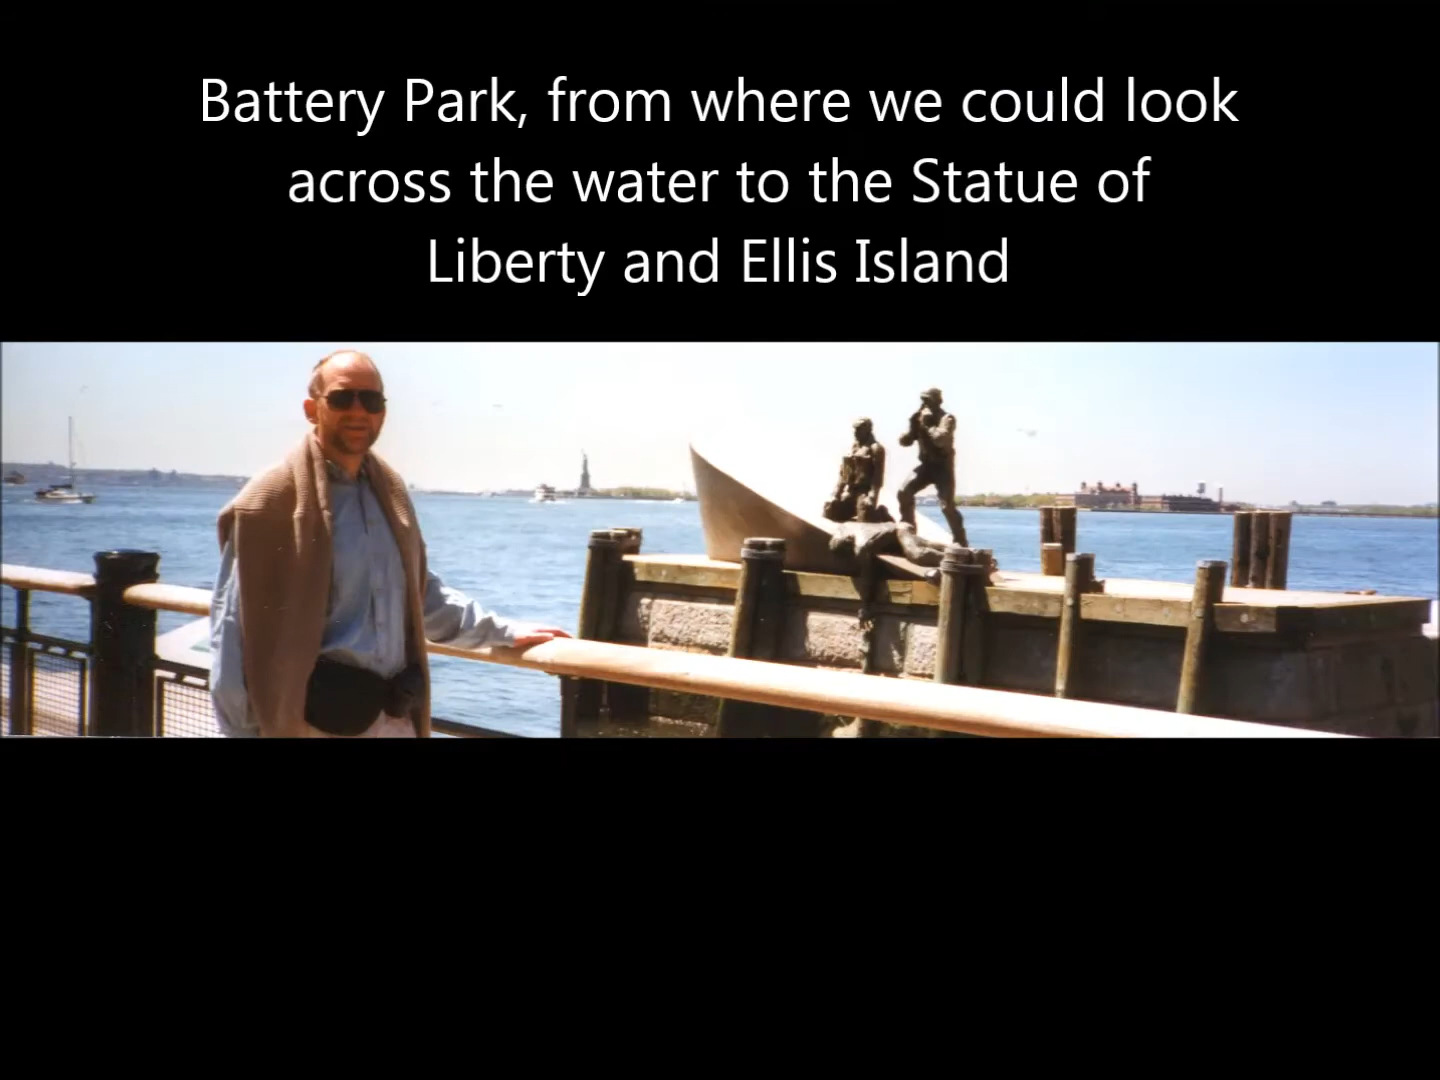 Battery Park, from where we could look
across the water to the Statue of
Liberty and Ellis Island